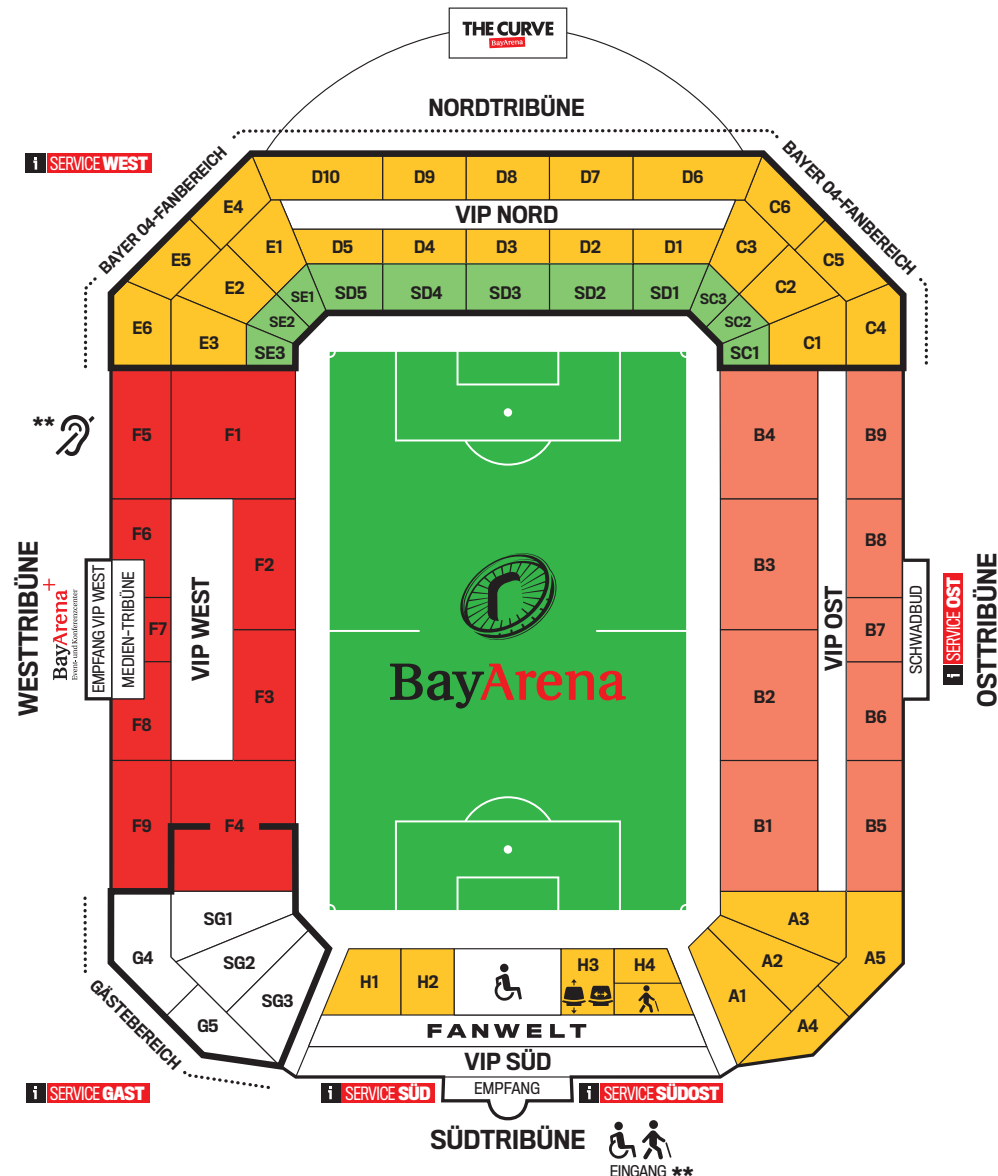 THE CURVE
BayArena
NORDTRIBÜNE
i SERVICE WEST
BAYER 04-FANBEREICH
BAYER 04-FANBEREICH
D10 D9 D8 D7 D6
VIP NORD
E4 C6
E1 D5 D4 D3 D2 D1 C3
E5 C5
E2 C2
SE1 SD5 SD4 SD3 SD2 SD1 SC3
SE2 SC2
E6 E3 C1 C4
SE3 SC1
**
F5 F1 B4 B9
F6 B8
F2 B3
WESTTRIBÜNE
BayArena+
Event- und Konferenzcenter
EMPFANG VIP WEST
MEDIEN-TRIBÜNE
F7
VIP WEST
BayArena
VIP OST
B7
SCHWADBUD
i SERVICE OST
OSTTRIBÜNE
F3 B2
F8 B6
F9 F4 B1 B5
SG1 A3
G4 SG2 A2 A5
SG3 A1
G5 A4
H1 H2 H3 H4
GÄSTEBEREICH
FANWELT
VIP SÜD
EMPFANG
i SERVICE GAST
i SERVICE SÜD
i SERVICE SÜDOST
SÜDTRIBÜNE
EINGANG **